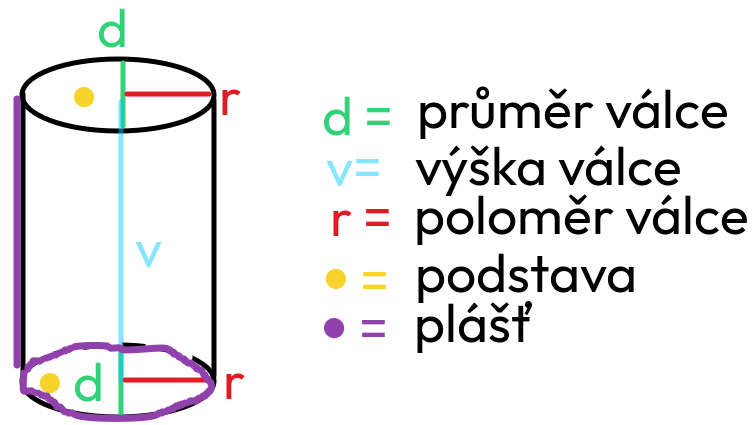 d
r
d = průměr válce
v= výška válce
r = poloměr válce
v
= podstava
= plášť
d
r